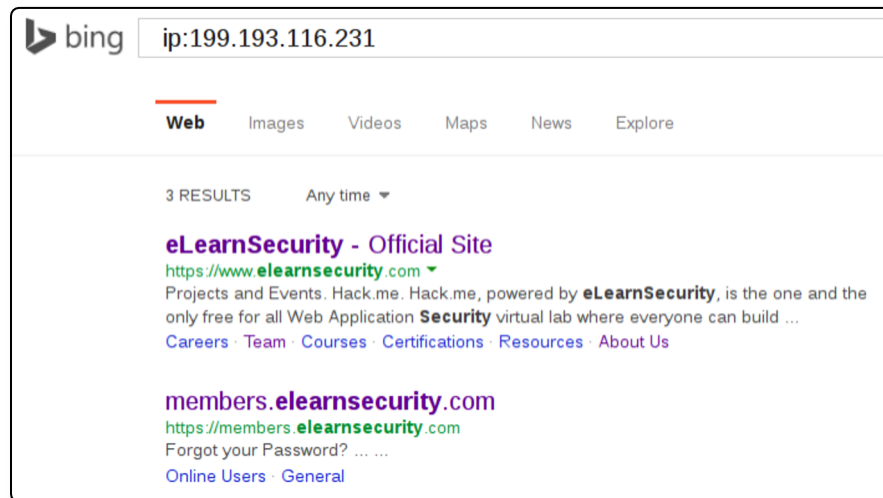 bing ip:199.193.116.231
Web Images Videos Maps News Explore
3 RESULTS Any time
eLearnSecurity - Official Site
https://www.elearnsecurity.com
Projects and Events. Hack.me. Hack.me, powered by eLearnSecurity, is the one and the
only free for all Web Application Security virtual lab where everyone can build ...
Careers · Team · Courses · Certifications · Resources · About Us
members.elearnsecurity.com
https://members.elearnsecurity.com
Forgot your Password? ... ...
Online Users · General